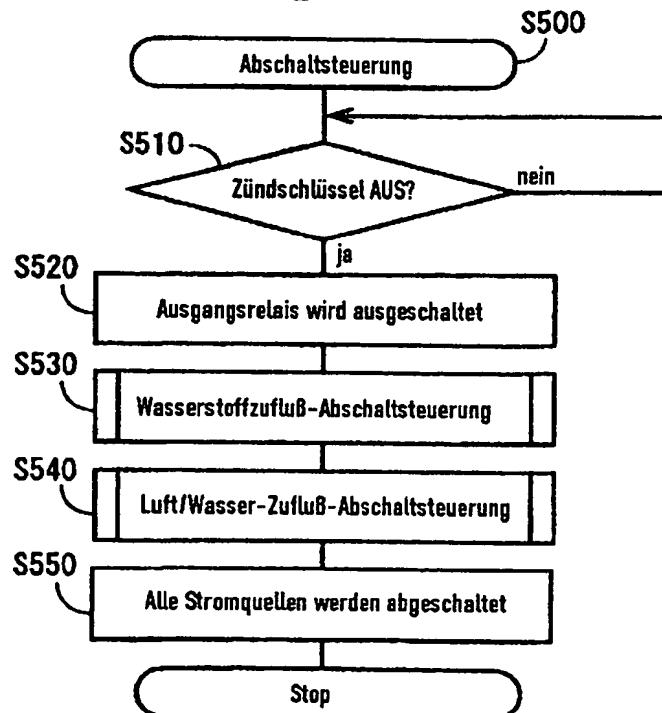 S500
Abschaltsteuerung
S510
Zündschlüssel AUS?
nein
ja
S520
Ausgangsrelais wird ausgeschaltet
S530
Wasserstoffzufluß-Abschaltsteuerung
S540
Luft/Wasser-Zufluß-Abschaltsteuerung
S550
Alle Stromquellen werden abgeschaltet
Stop